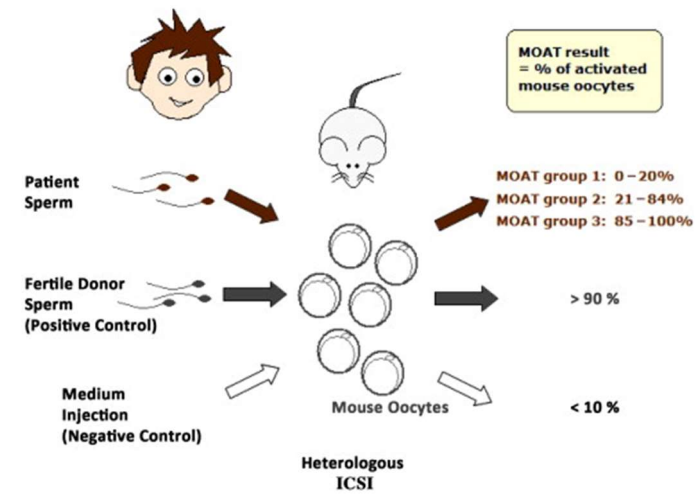 MOAT result
= % of activated
mouse oocytes
Patient
Sperm
MOAT group 1: 0–20%
MOAT group 2: 21–84%
MOAT group 3: 85–100%
Fertile Donor
Sperm
(Positive Control)
> 90 %
Medium
Injection
(Negative Control)
Mouse Oocytes
< 10 %
Heterologous
ICSI